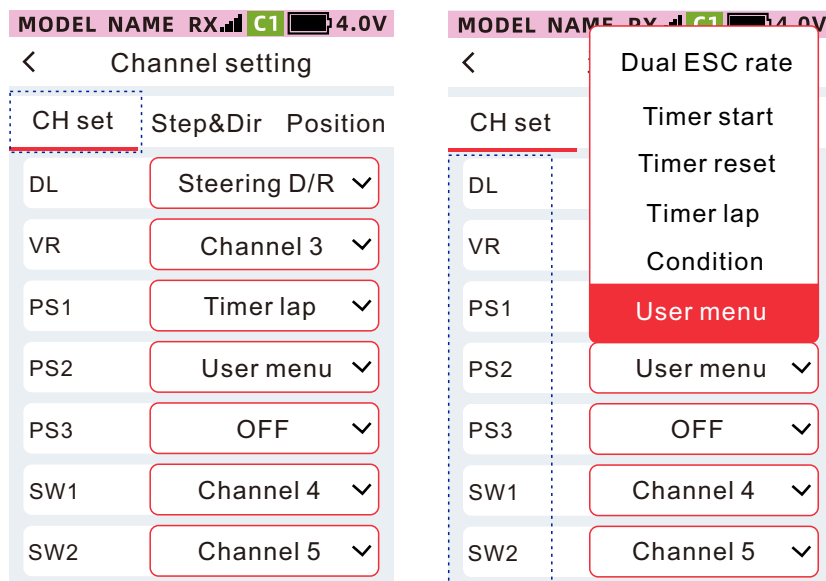 MODEL NAME RX C1 4.0V
Channel setting
CH set Step&Dir Position
DL Steering D/R
VR Channel 3
PS1 Timer lap
PS2 User menu
PS3 OFF
SW1 Channel 4
SW2 Channel 5
MODEL NAME RX C1 4.0V
Dual ESC rate
CH set Timer start
Timer reset
DL
Timer lap
VR
Condition
PS1 User menu
PS2 User menu
PS3 OFF
SW1 Channel 4
SW2 Channel 5